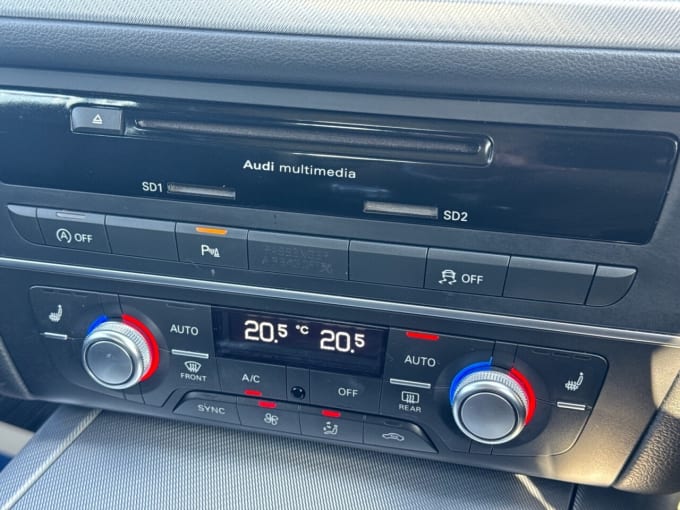 Audi multimedia
SD1
SD2
A OFF
P
OFF
AUTO
20.5 °C 20.5
AUTO
FRONT
A/C
OFF
REAR
SYNC